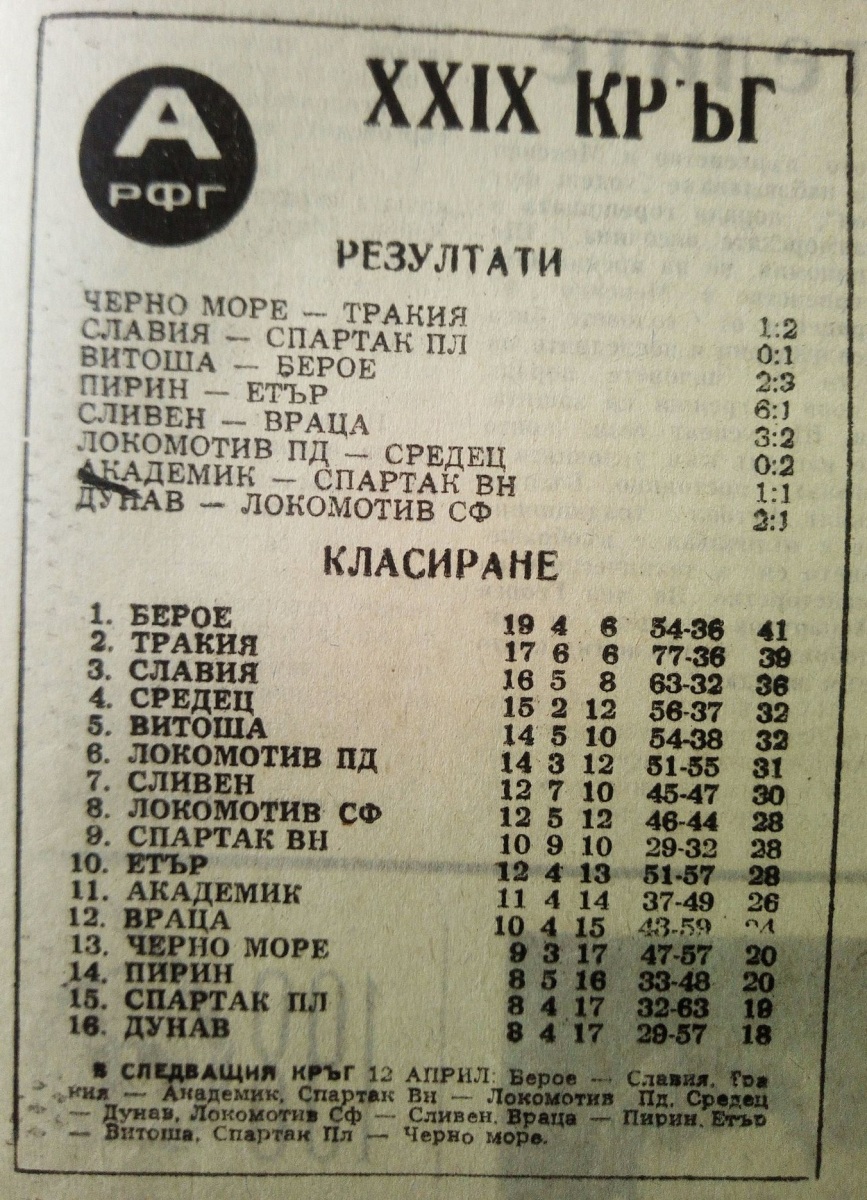 А
РФГ
XXIX КРЪГ
РЕЗУЛТАТИ
ЧЕРНО МОРЕ — ТРАКИЯ 1:2
СЛАВИЯ — СПАРТАК ПЛ 0:1
ВИТОША — БЕРОЕ 2:3
ПИРИН — ЕТЪР 6:1
СЛИВЕН — ВРАЦА 3:2
ЛОКОМОТИВ ПД — СРЕДЕЦ 0:2
АКАДЕМИК — СПАРТАК ВН 1:1
ДУНАВ — ЛОКОМОТИВ СФ 2:1
КЛАСИРАНЕ
1. БЕРОЕ 19 4 6 54-36 41
2. ТРАКИЯ 17 6 6 77-36 39
3. СЛАВИЯ 16 5 8 63-32 36
4. СРЕДЕЦ 15 2 12 56-37 32
5. ВИТОША 14 5 10 54-38 32
6. ЛОКОМОТИВ ПД 14 3 12 51-55 31
7. СЛИВЕН 12 7 10 45-47 30
8. ЛОКОМОТИВ СФ 12 5 12 46-44 28
9. СПАРТАК ВН 10 9 10 29-32 28
10. ЕТЪР 12 4 13 51-57 28
11. АКАДЕМИК 11 4 14 37-49 26
12. ВРАЦА 10 4 15 43-59 24
13. ЧЕРНО МОРЕ 9 3 17 47-57 20
14. ПИРИН 8 5 16 33-48 20
15. СПАРТАК ПЛ 8 4 17 32-63 19
16. ДУНАВ 8 4 17 29-57 18
В СЛЕДВАЩИЯ КРЪГ 12 АПРИЛ: Берое — Славия, Тра
кия — Академик, Спартак Вн — Локомотив Пд, Средец
— Дунав, Локомотив Сф — Сливен, Враца — Пирин, Етър
— Витоша, Спартак Пл — Черно море.